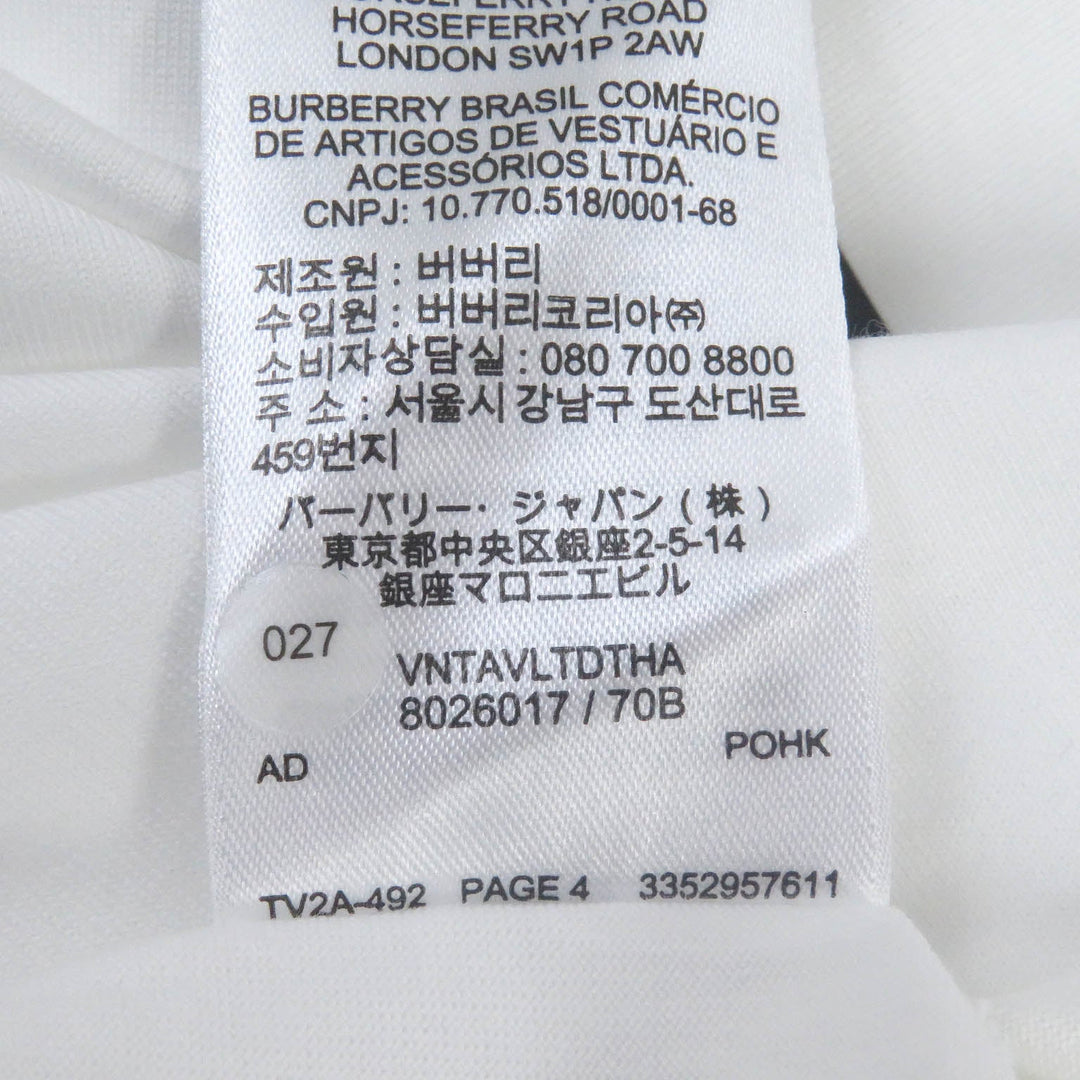 HORSEFERRY ROAD
LONDON SW1P 2AW
BURBERRY BRASIL COMÉRCIO
DE ARTIGOS DE VESTUÁRIO E
ACESSÓRIOS LTDA.
CNPJ: 10.770.518/0001-68
제조원 : 버버리
수입원 : 버버리코리아㈜
소비자상담실 : 080 700 8800
주 소 : 서울시 강남구 도산대로
459번지
バーバリー・ジャパン ( 株 )
東京都中央区銀座2-5-14
銀座マロニエビル
027
VNTAVLTDTHA
8026017 / 70B
POHK
AD
TV2A-492 PAGE 4 3352957611